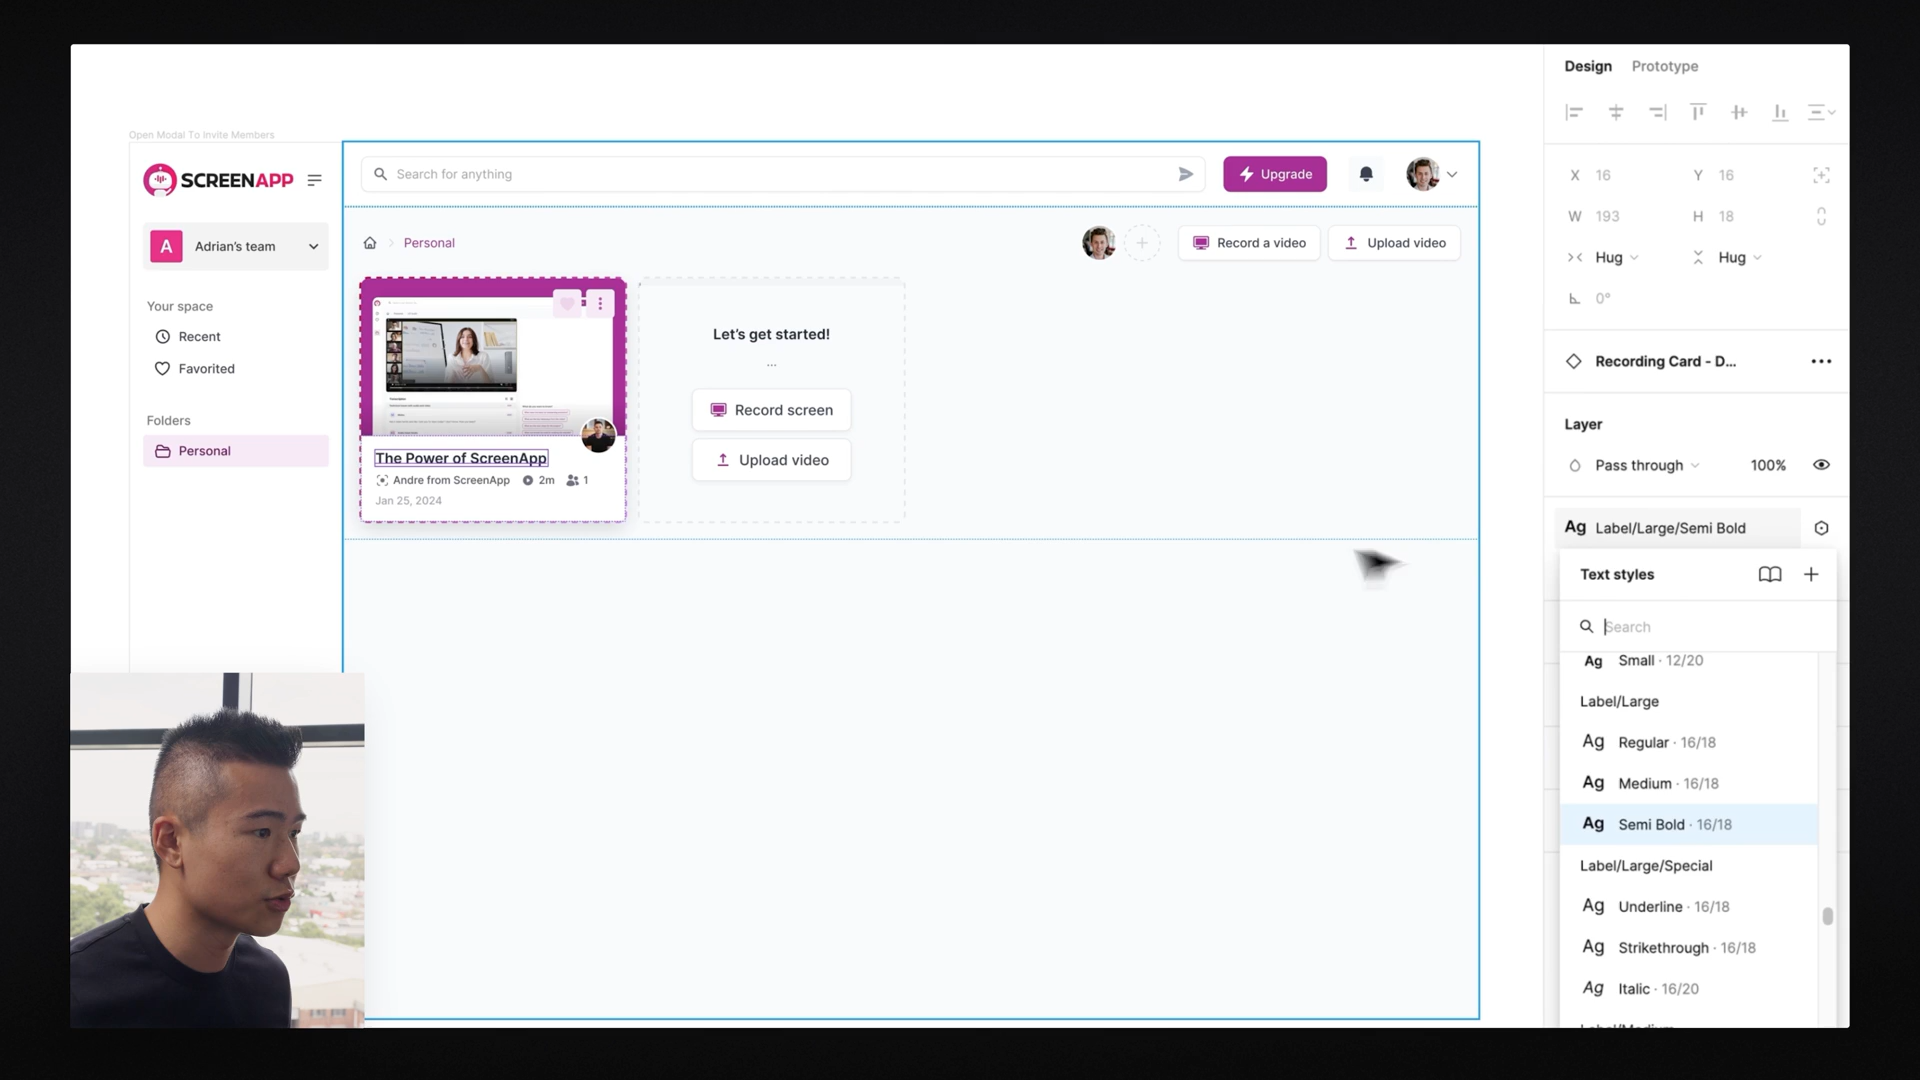 Design Prototype
Open Modal To Invite Members
SCREENAPP
Search for anything
Upgrade
X 16 Y 16
W 193 H 18
Hug Hug
0°
A Adrian's team
Personal
Record a video
Upload video
Your space
Recent
Favorited
Folders
Personal
The Power of ScreenApp
Andre from ScreenApp 2m 1
Jan 25, 2024
Let's get started!
...
Record screen
Upload video
Recording Card - D...
Layer
Pass through 100%
Ag Label/Large/Semi Bold
Text styles
Search
Ag Small · 12/20
Label/Large
Ag Regular · 16/18
Ag Medium · 16/18
Ag Semi Bold · 16/18
Label/Large/Special
Ag Underline · 16/18
Ag Strikethrough · 16/18
Ag Italic · 16/20